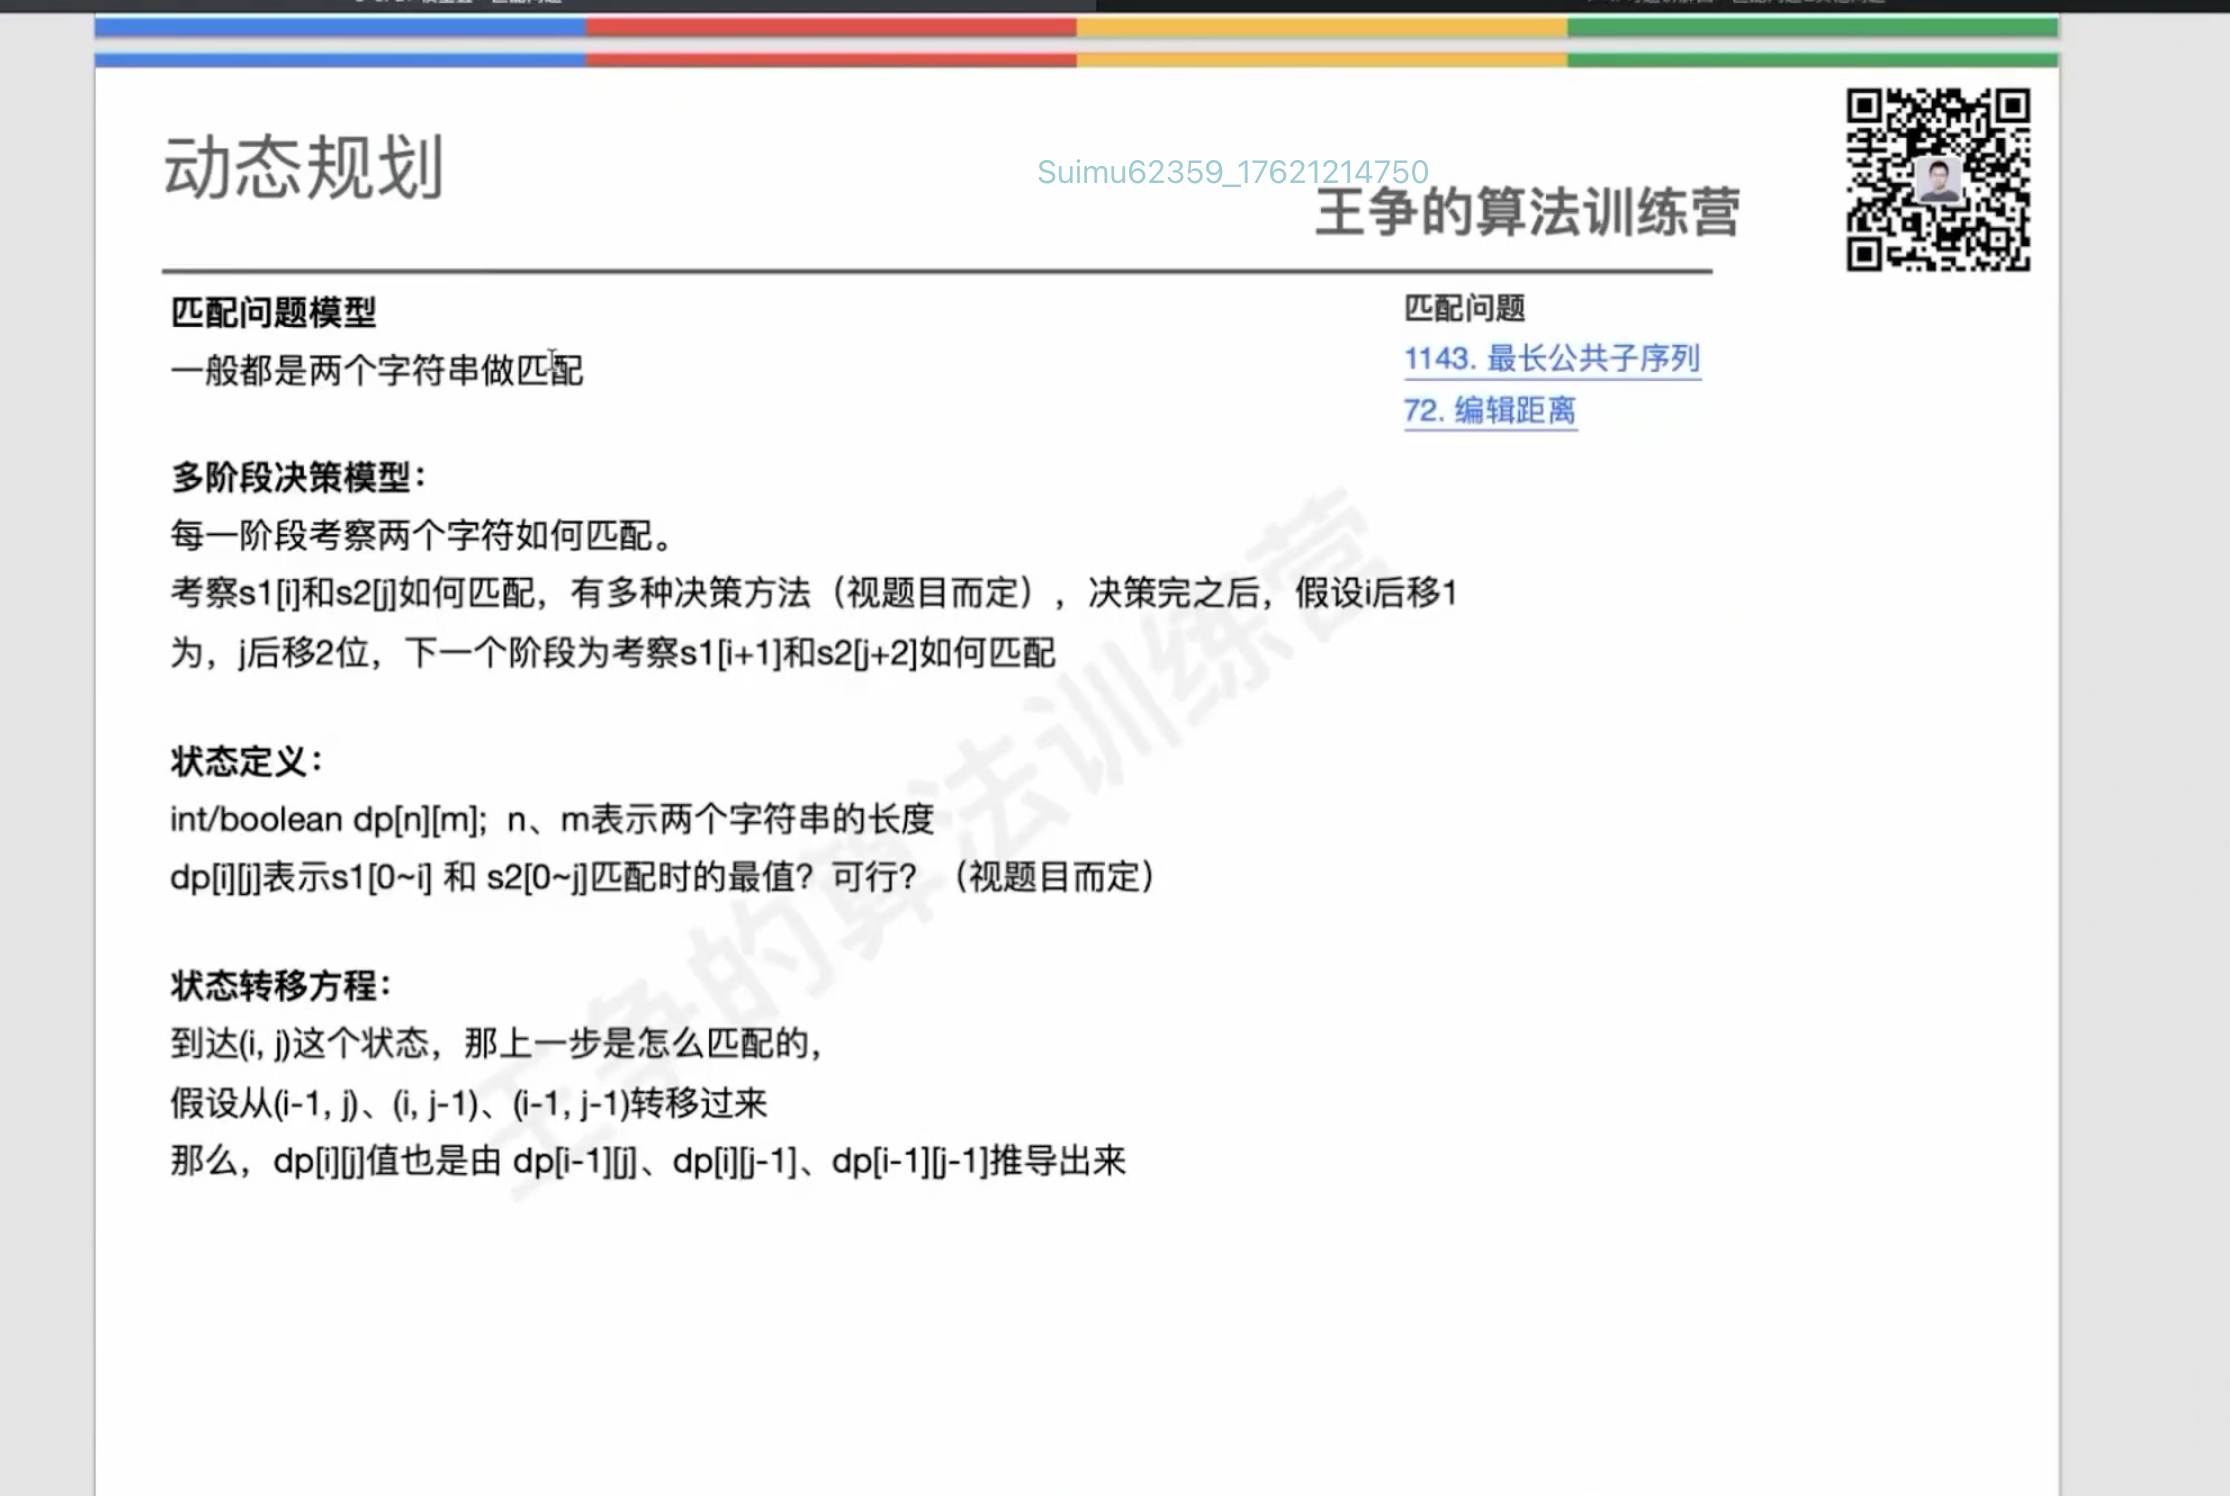 动态规划
Suimu62359_17621214750
王争的算法训练营
匹配问题模型
一般都是两个字符串做匹配
匹配问题
1143. 最长公共子序列
72. 编辑距离
多阶段决策模型：
每一阶段考察两个字符如何匹配。
考察s1[i]和s2[j]如何匹配，有多种决策方法（视题目而定），决策完之后，假设i后移1
为，j后移2位，下一个阶段为考察s1[i+1]和s2[j+2]如何匹配
状态定义：
int/boolean dp[n][m]; n、m表示两个字符串的长度
dp[i][j]表示s1[0~i] 和 s2[0~j]匹配时的最值？可行？（视题目而定）
状态转移方程：
到达(i, j)这个状态，那上一步是怎么匹配的，
假设从(i-1, j)、(i, j-1)、(i-1, j-1)转移过来
那么，dp[i][j]值也是由 dp[i-1][j]、dp[i][j-1]、dp[i-1][j-1]推导出来
王争的算法训练营